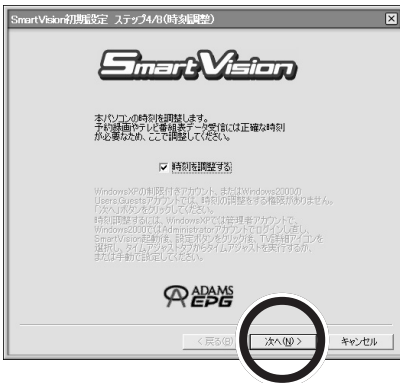 SmartVision初期設定 ステップ4/8(時刻調整)
SmartVision
本パソコンの時刻を調整します。
予約録画やテレビ番組表データ受信には正確な時刻
が必要なため、ここで調整してください。
時刻を調整する
WindowsXPの制限付きアカウント、またはWindows2000の
Users,Guestsアカウントでは、時刻の調整をする権限がありません。
「次へ」ボタンをクリックしてください。
時刻調整するには、WindowsXPでは管理者アカウントで、
Windows2000ではAdministratorアカウントでログインし直し、
SmartVision起動後、設定ボタンをクリック後、TV詳細アイコンを
選択し、タイムアジャストタブからタイムアジャストを実行するか、
または手動で設定してください。
ADAMS
EPG
< 戻る(B) 次へ(N) > キャンセル